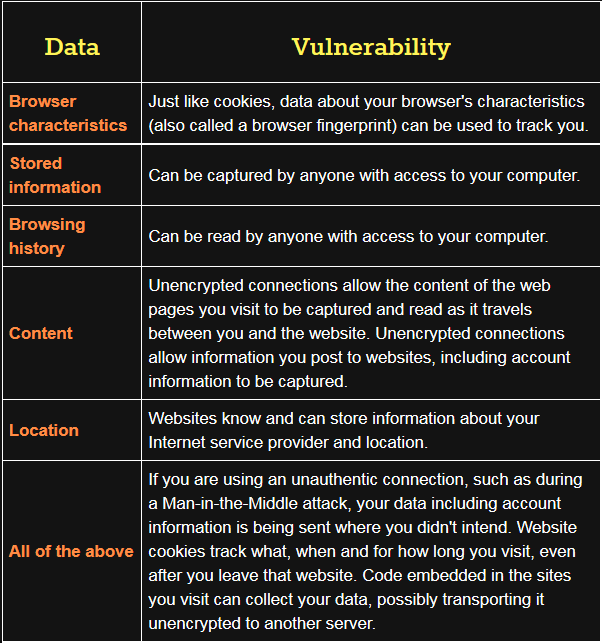 Data
Vulnerability
Browser
characteristics
Just like cookies, data about your browser's characteristics
(also called a browser fingerprint) can be used to track you.
Stored
information
Can be captured by anyone with access to your computer.
Browsing
history
Can be read by anyone with access to your computer.
Content
Unencrypted connections allow the content of the web
pages you visit to be captured and read as it travels
between you and the website. Unencrypted connections
allow information you post to websites, including account
information to be captured.
Location
Websites know and can store information about your
Internet service provider and location.
All of the above
If you are using an unauthentic connection, such as during
a Man-in-the-Middle attack, your data including account
information is being sent where you didn't intend. Website
cookies track what, when and for how long you visit, even
after you leave that website. Code embedded in the sites
you visit can collect your data, possibly transporting it
unencrypted to another server.